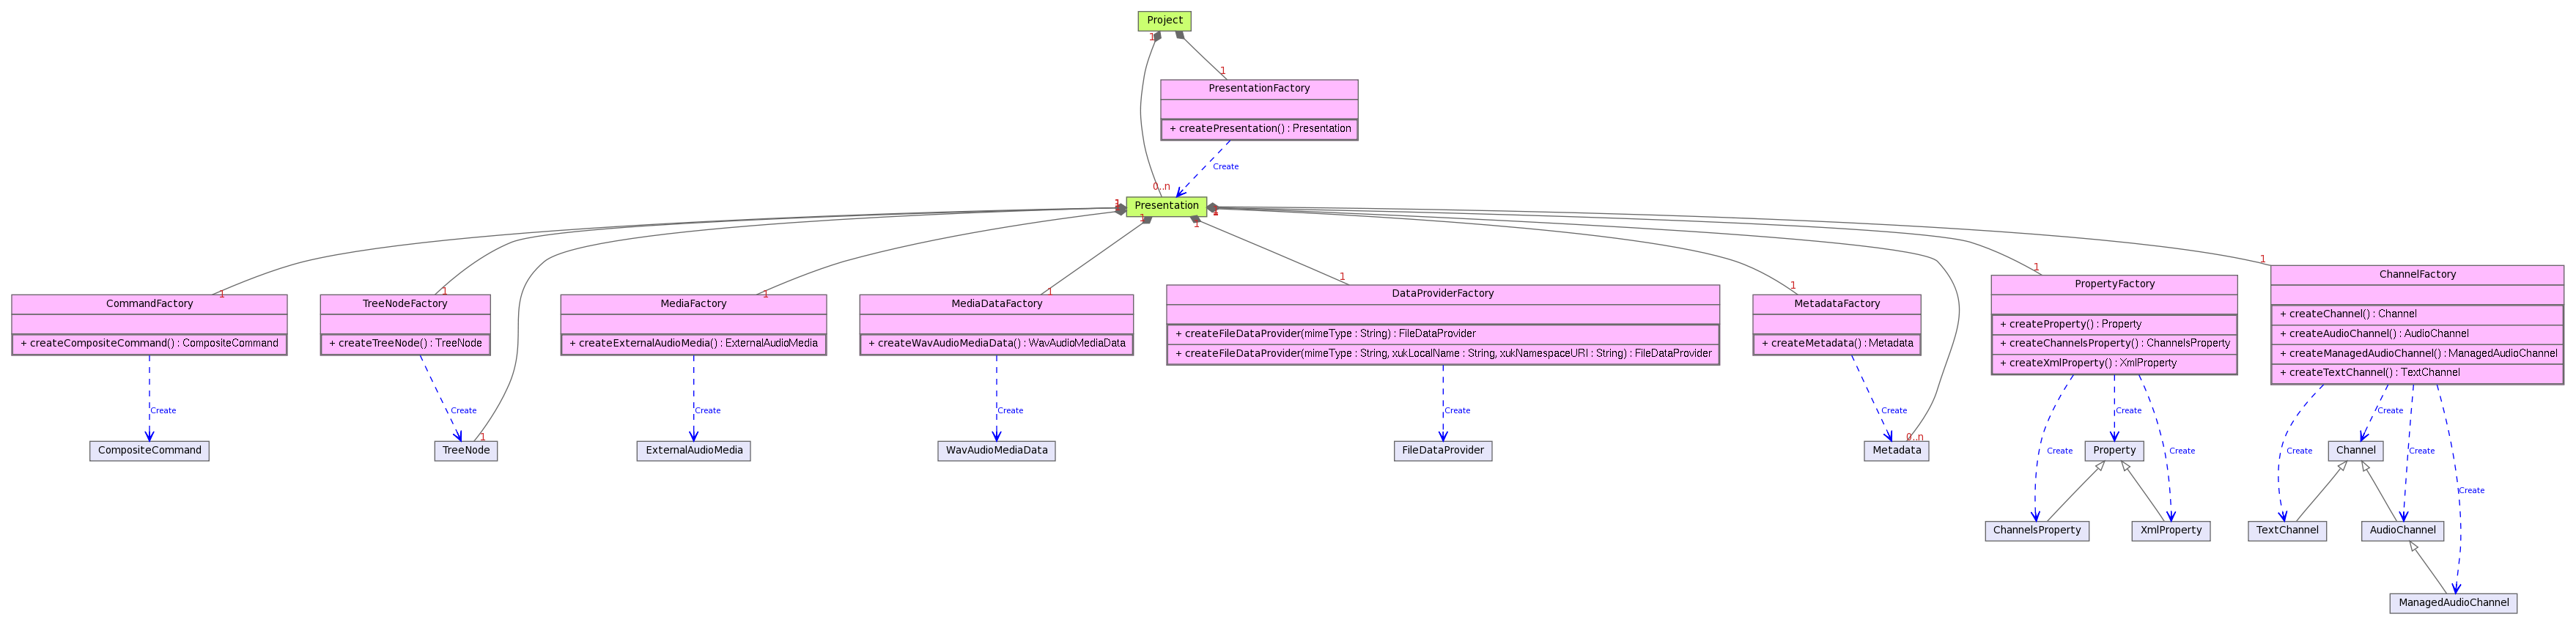 Project
1
1
PresentationFactory
+ createPresentation() : Presentation
Create
0..n
Presentation
1
1
1
1
1
1
1
1
1
1
1
CommandFactory
+ createCompositeCommand() : CompositeCommand
TreeNodeFactory
+ createTreeNode() : TreeNode
MediaFactory
+ createExternalAudioMedia() : ExternalAudioMedia
MediaDataFactory
+ createWavAudioMediaData() : WavAudioMediaData
DataProviderFactory
+ createFileDataProvider(mimeType : String) : FileDataProvider
+ createFileDataProvider(mimeType : String, xukLocalName : String, xukNamespaceURI : String) : FileDataProvider
MetadataFactory
+ createMetadata() : Metadata
PropertyFactory
+ createProperty() : Property
+ createChannelsProperty() : ChannelsProperty
+ createXmlProperty() : XmlProperty
ChannelFactory
+ createChannel() : Channel
+ createAudioChannel() : AudioChannel
+ createManagedAudioChannel() : ManagedAudioChannel
+ createTextChannel() : TextChannel
Create
Create
Create
Create
Create
Create
Create
Create
1
0..n
CompositeCommand
TreeNode
ExternalAudioMedia
WavAudioMediaData
FileDataProvider
Metadata
Property
Channel
Create
Create
Create
Create
Create
ChannelsProperty
XmlProperty
TextChannel
AudioChannel
ManagedAudioChannel